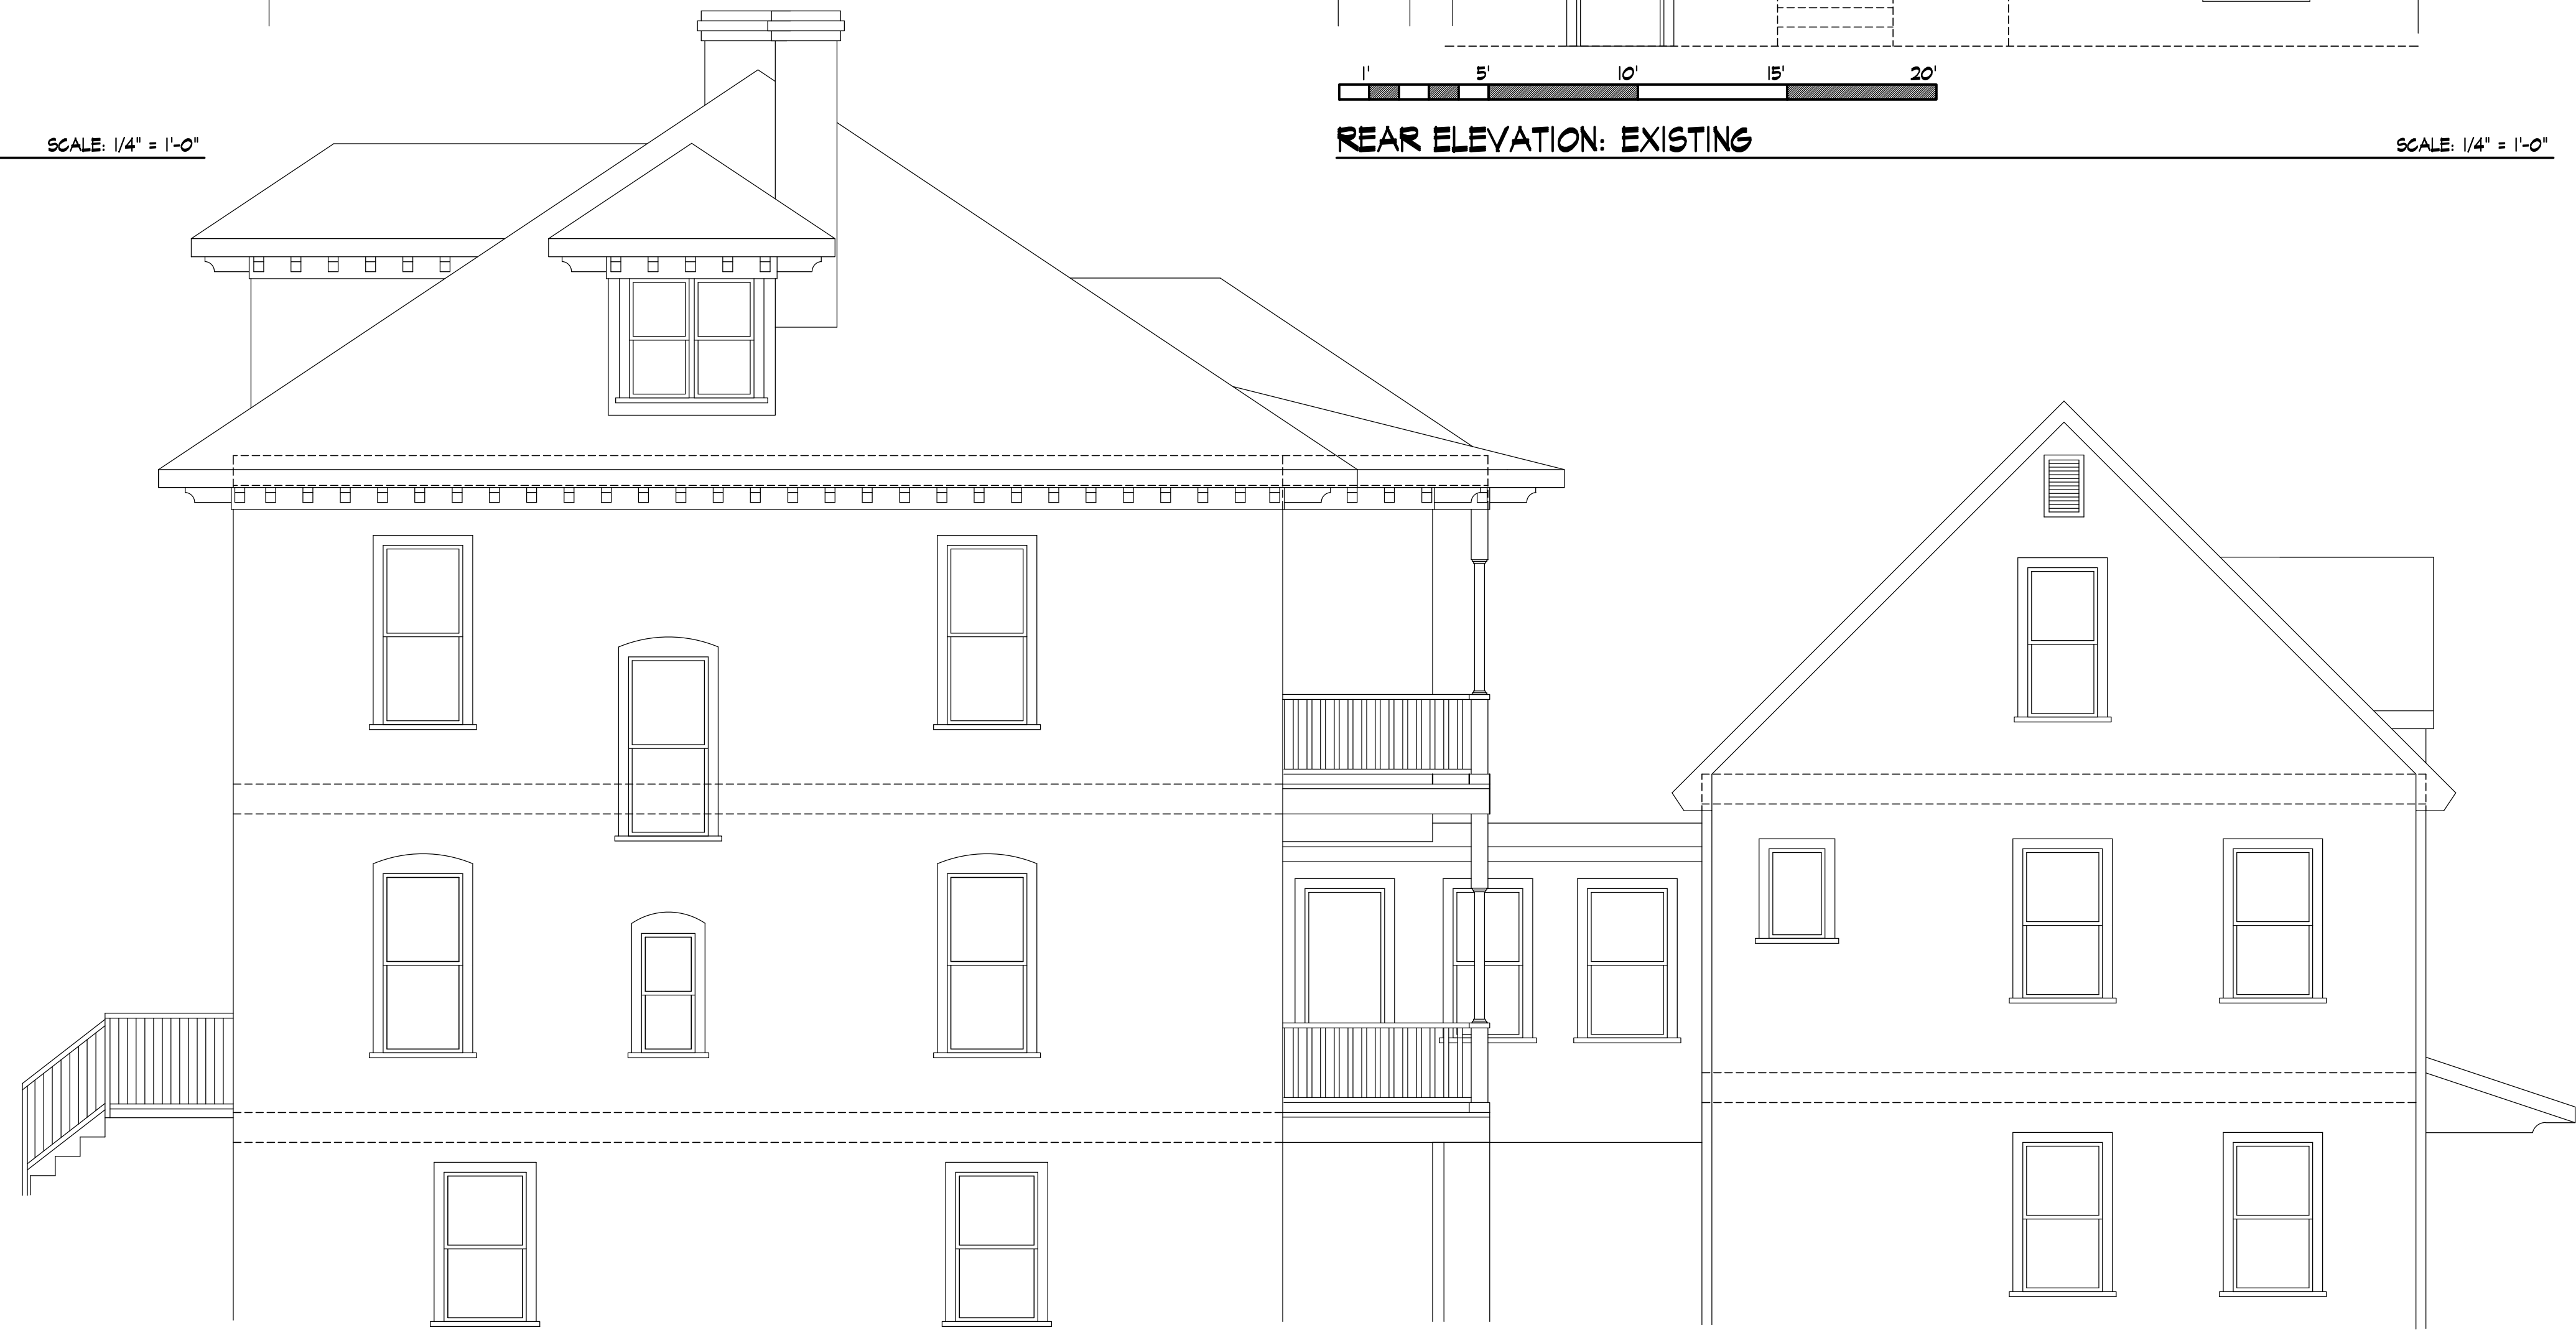 1' 5' 10' 15' 20'
SCALE: 1/4" = 1'-0"
REAR ELEVATION: EXISTING SCALE: 1/4" = 1'-0"